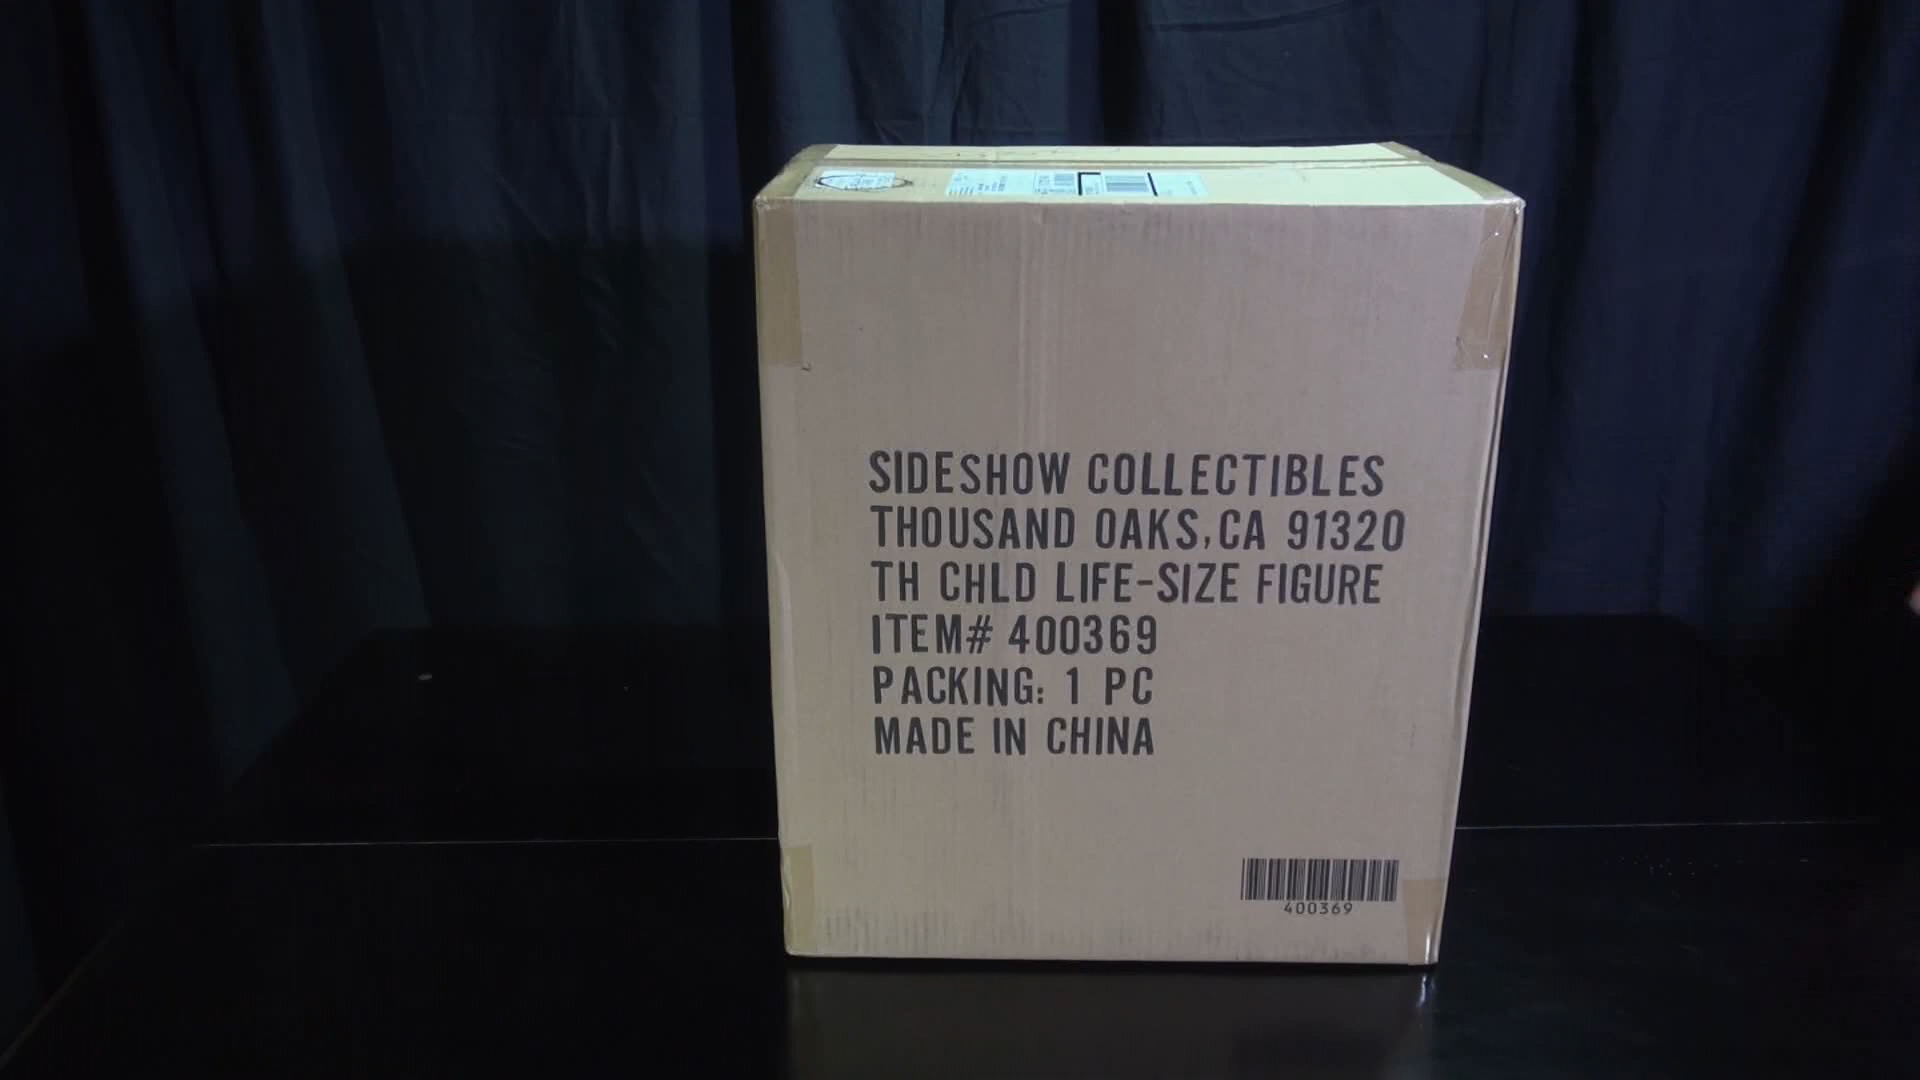 SIDESHOW COLLECTIBLES
THOUSAND OAKS,CA 91320
TH CHLD LIFE-SIZE FIGURE
ITEM# 400369
PACKING: 1 PC
MADE IN CHINA
400369